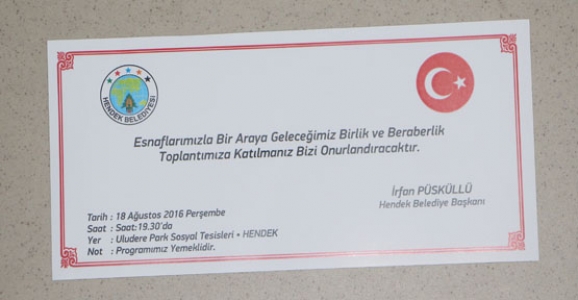 HENDEK BELEDİYESİ
Esnaflarımızla Bir Araya Geleceğimiz Birlik ve Beraberlik
Toplantımıza Katılmanız Bizi Onurlandıracaktır.
İrfan PÜSKÜLLÜ
Hendek Belediye Başkanı
Tarih : 18 Ağustos 2016 Perşembe
Saat : Saat:19.30'da
Yer : Uludere Park Sosyal Tesisleir • HENDEK
Not : Programımız Yemeklidir.